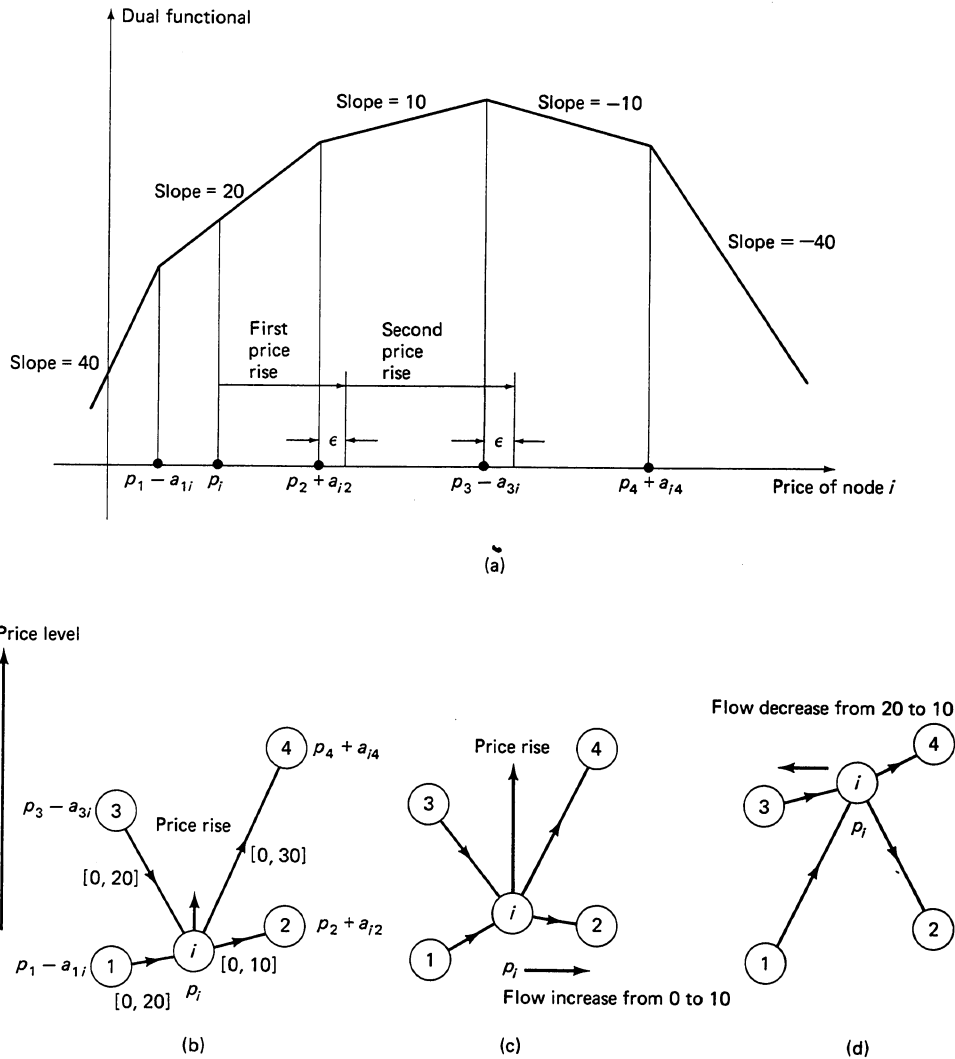 Dual functional
Slope = 10
Slope = −10
Slope = 20
Slope = −40
First price rise
Second price rise
Slope = 40
ϵ
ϵ
p₁ − a₁ᵢ
pᵢ
p₂ + aᵢ₂
p₃ − a₃ᵢ
p₄ + aᵢ₄
Price of node i
(a)
Price level
4
p₄ + aᵢ₄
p₃ − a₃ᵢ
3
Price rise
[0, 30]
[0, 20]
2
p₂ + aᵢ₂
i
p₁ − a₁ᵢ
1
[0, 10]
[0, 20]
pᵢ
(b)
Price rise
4
3
i
2
1
pᵢ
Flow increase from 0 to 10
(c)
Flow decrease from 20 to 10
4
i
3
pᵢ
2
1
(d)